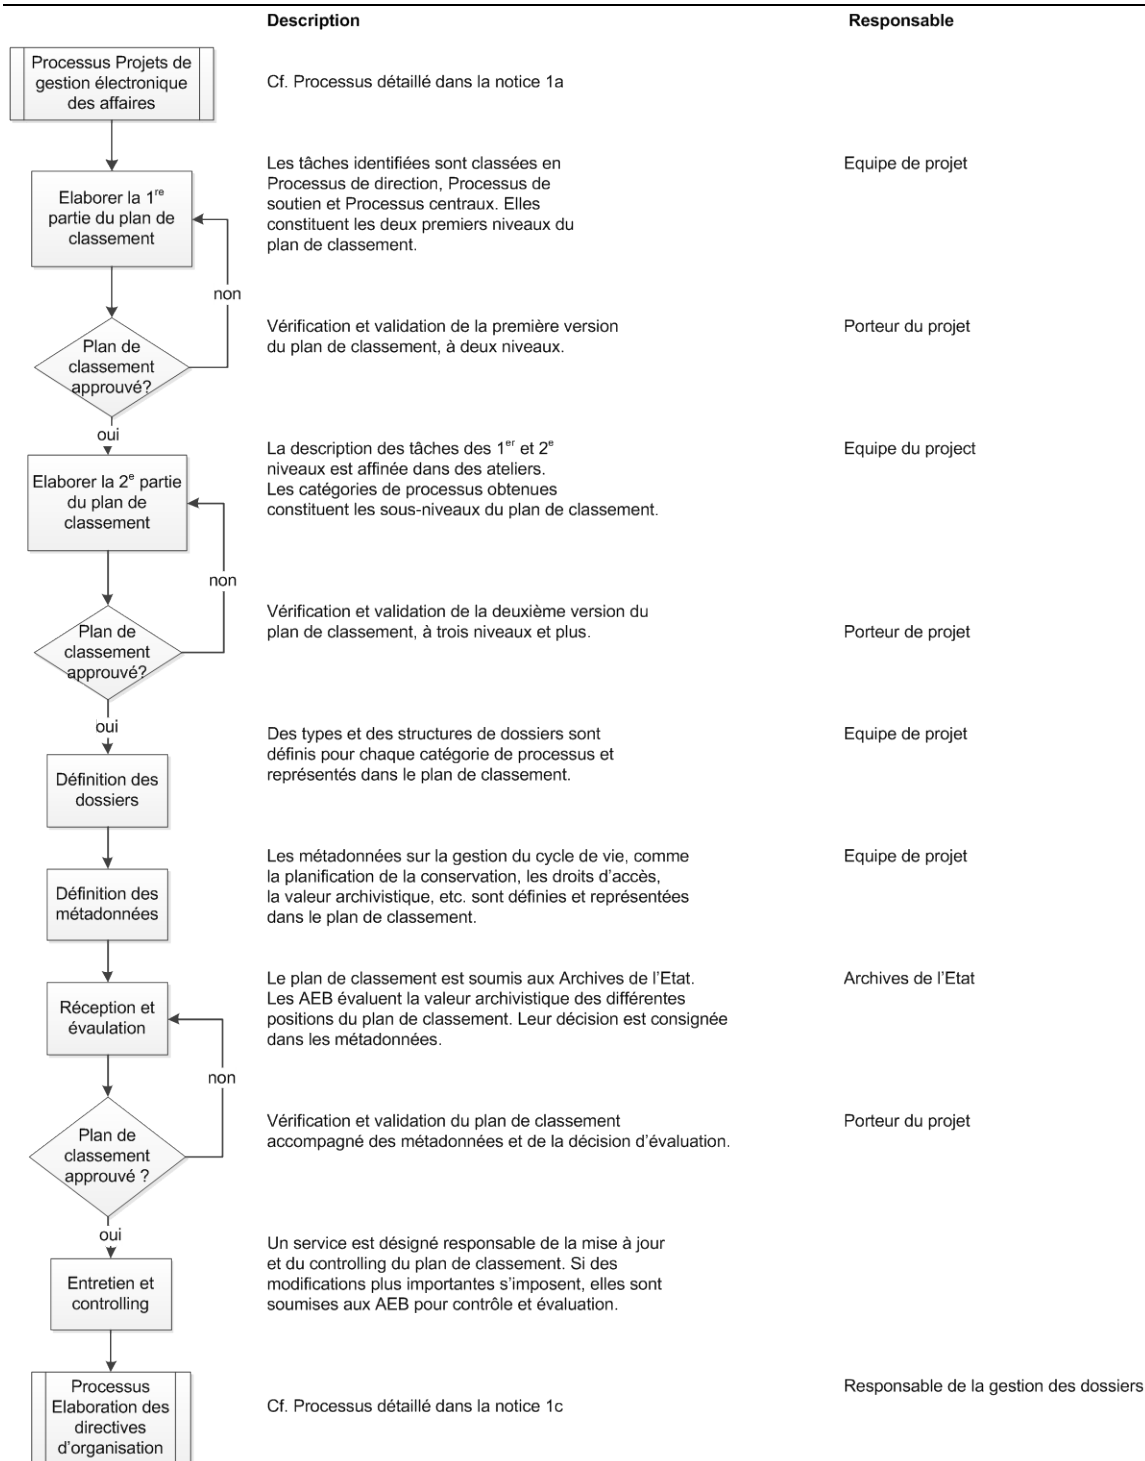 Description
Responsable
Processus Projets de
gestion électronique
des affaires
Cf. Processus détaillé dans la notice 1a
Elaborer la 1re
partie du plan de
classement
Les tâches identifiées sont classées en
Processus de direction, Processus de
soutien et Processus centraux. Elles
constituent les deux premiers niveaux du
plan de classement.
Equipe de projet
non
Plan de
classement
approuvé?
Vérification et validation de la première version
du plan de classement, à deux niveaux.
Porteur du projet
oui
Elaborer la 2e partie
du plan de
classement
La description des tâches des 1er et 2e
niveaux est affinée dans des ateliers.
Les catégories de processus obtenues
constituent les sous-niveaux du plan de classement.
Equipe du project
non
Plan de
classement
approuvé?
Vérification et validation de la deuxième version du
plan de classement, à trois niveaux et plus.
Porteur de projet
oui
Définition des
dossiers
Des types et des structures de dossiers sont
définis pour chaque catégorie de processus et
représentés dans le plan de classement.
Equipe de projet
Définition des
métadonnées
Les métadonnées sur la gestion du cycle de vie, comme
la planification de la conservation, les droits d'accès,
la valeur archivistique, etc. sont définies et représentées
dans le plan de classement.
Equipe de projet
Réception et
évaulation
Le plan de classement est soumis aux Archives de l'Etat.
Les AEB évaluent la valeur archivistique des différentes
positions du plan de classement. Leur décision est consignée
dans les métadonnées.
Archives de l'Etat
non
Plan de
classement
approuvé ?
Vérification et validation du plan de classement
accompagné des métadonnées et de la décision d'évaluation.
Porteur du projet
oui
Entretien et
controlling
Un service est désigné responsable de la mise à jour
et du controlling du plan de classement. Si des
modifications plus importantes s'imposent, elles sont
soumises aux AEB pour contrôle et évaluation.
Processus
Elaboration des
directives
d'organisation
Cf. Processus détaillé dans la notice 1c
Responsable de la gestion des dossiers